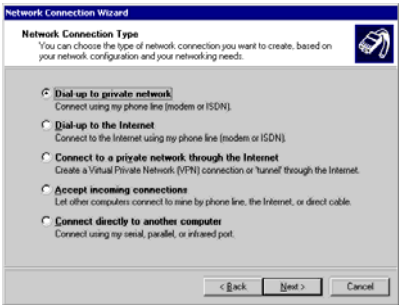 Network Connection Wizard
Network Connection Type
You can choose the type of network connection you want to create, based on
your network configuration and your networking needs.
Dial-up to private network
Connect using my phone line (modem or ISDN).
Dial-up to the Internet
Connect to the Internet using my phone line (modem or ISDN).
Connect to a private network through the Internet
Create a Virtual Private Network (VPN) connection or 'tunnel' through the Internet.
Accept incoming connections
Let other computers connect to mine by phone line, the Internet, or direct cable.
Connect directly to another computer
Connect using my serial, parallel, or infrared port.
< Back Next > Cancel